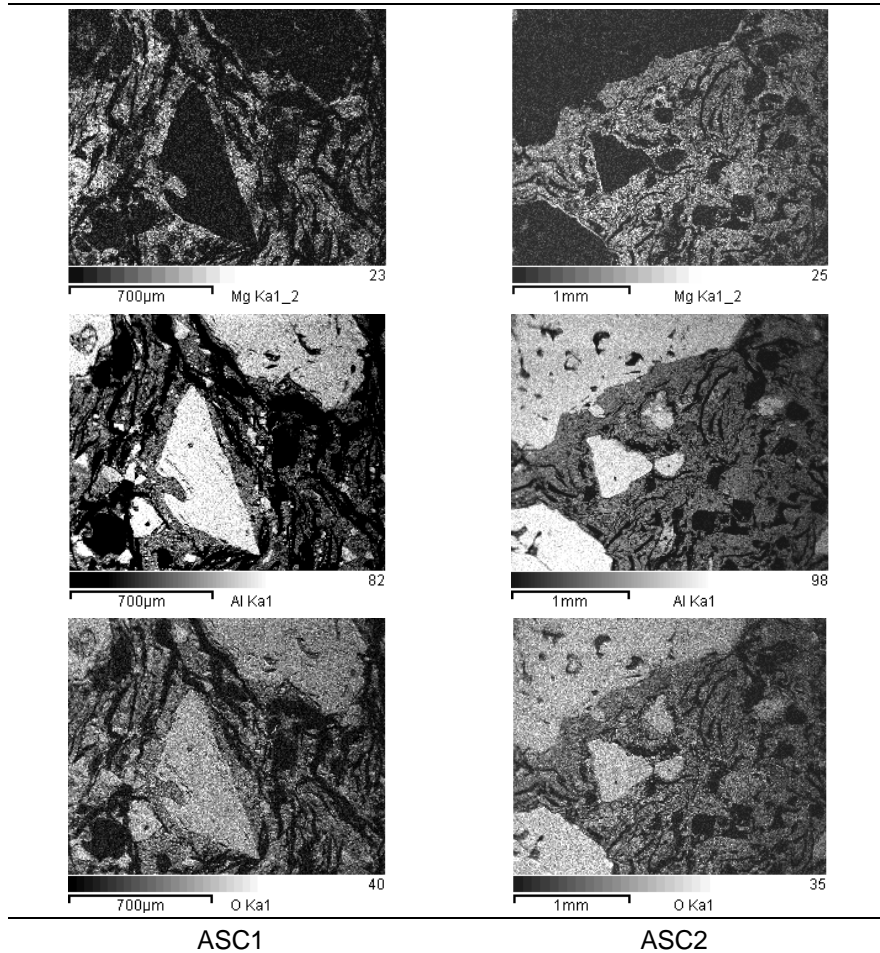 23
700µm Mg Ka1_2
25
1mm Mg Ka1_2
82
700µm Al Ka1
98
1mm Al Ka1
40
700µm O Ka1
35
1mm O Ka1
ASC1 ASC2